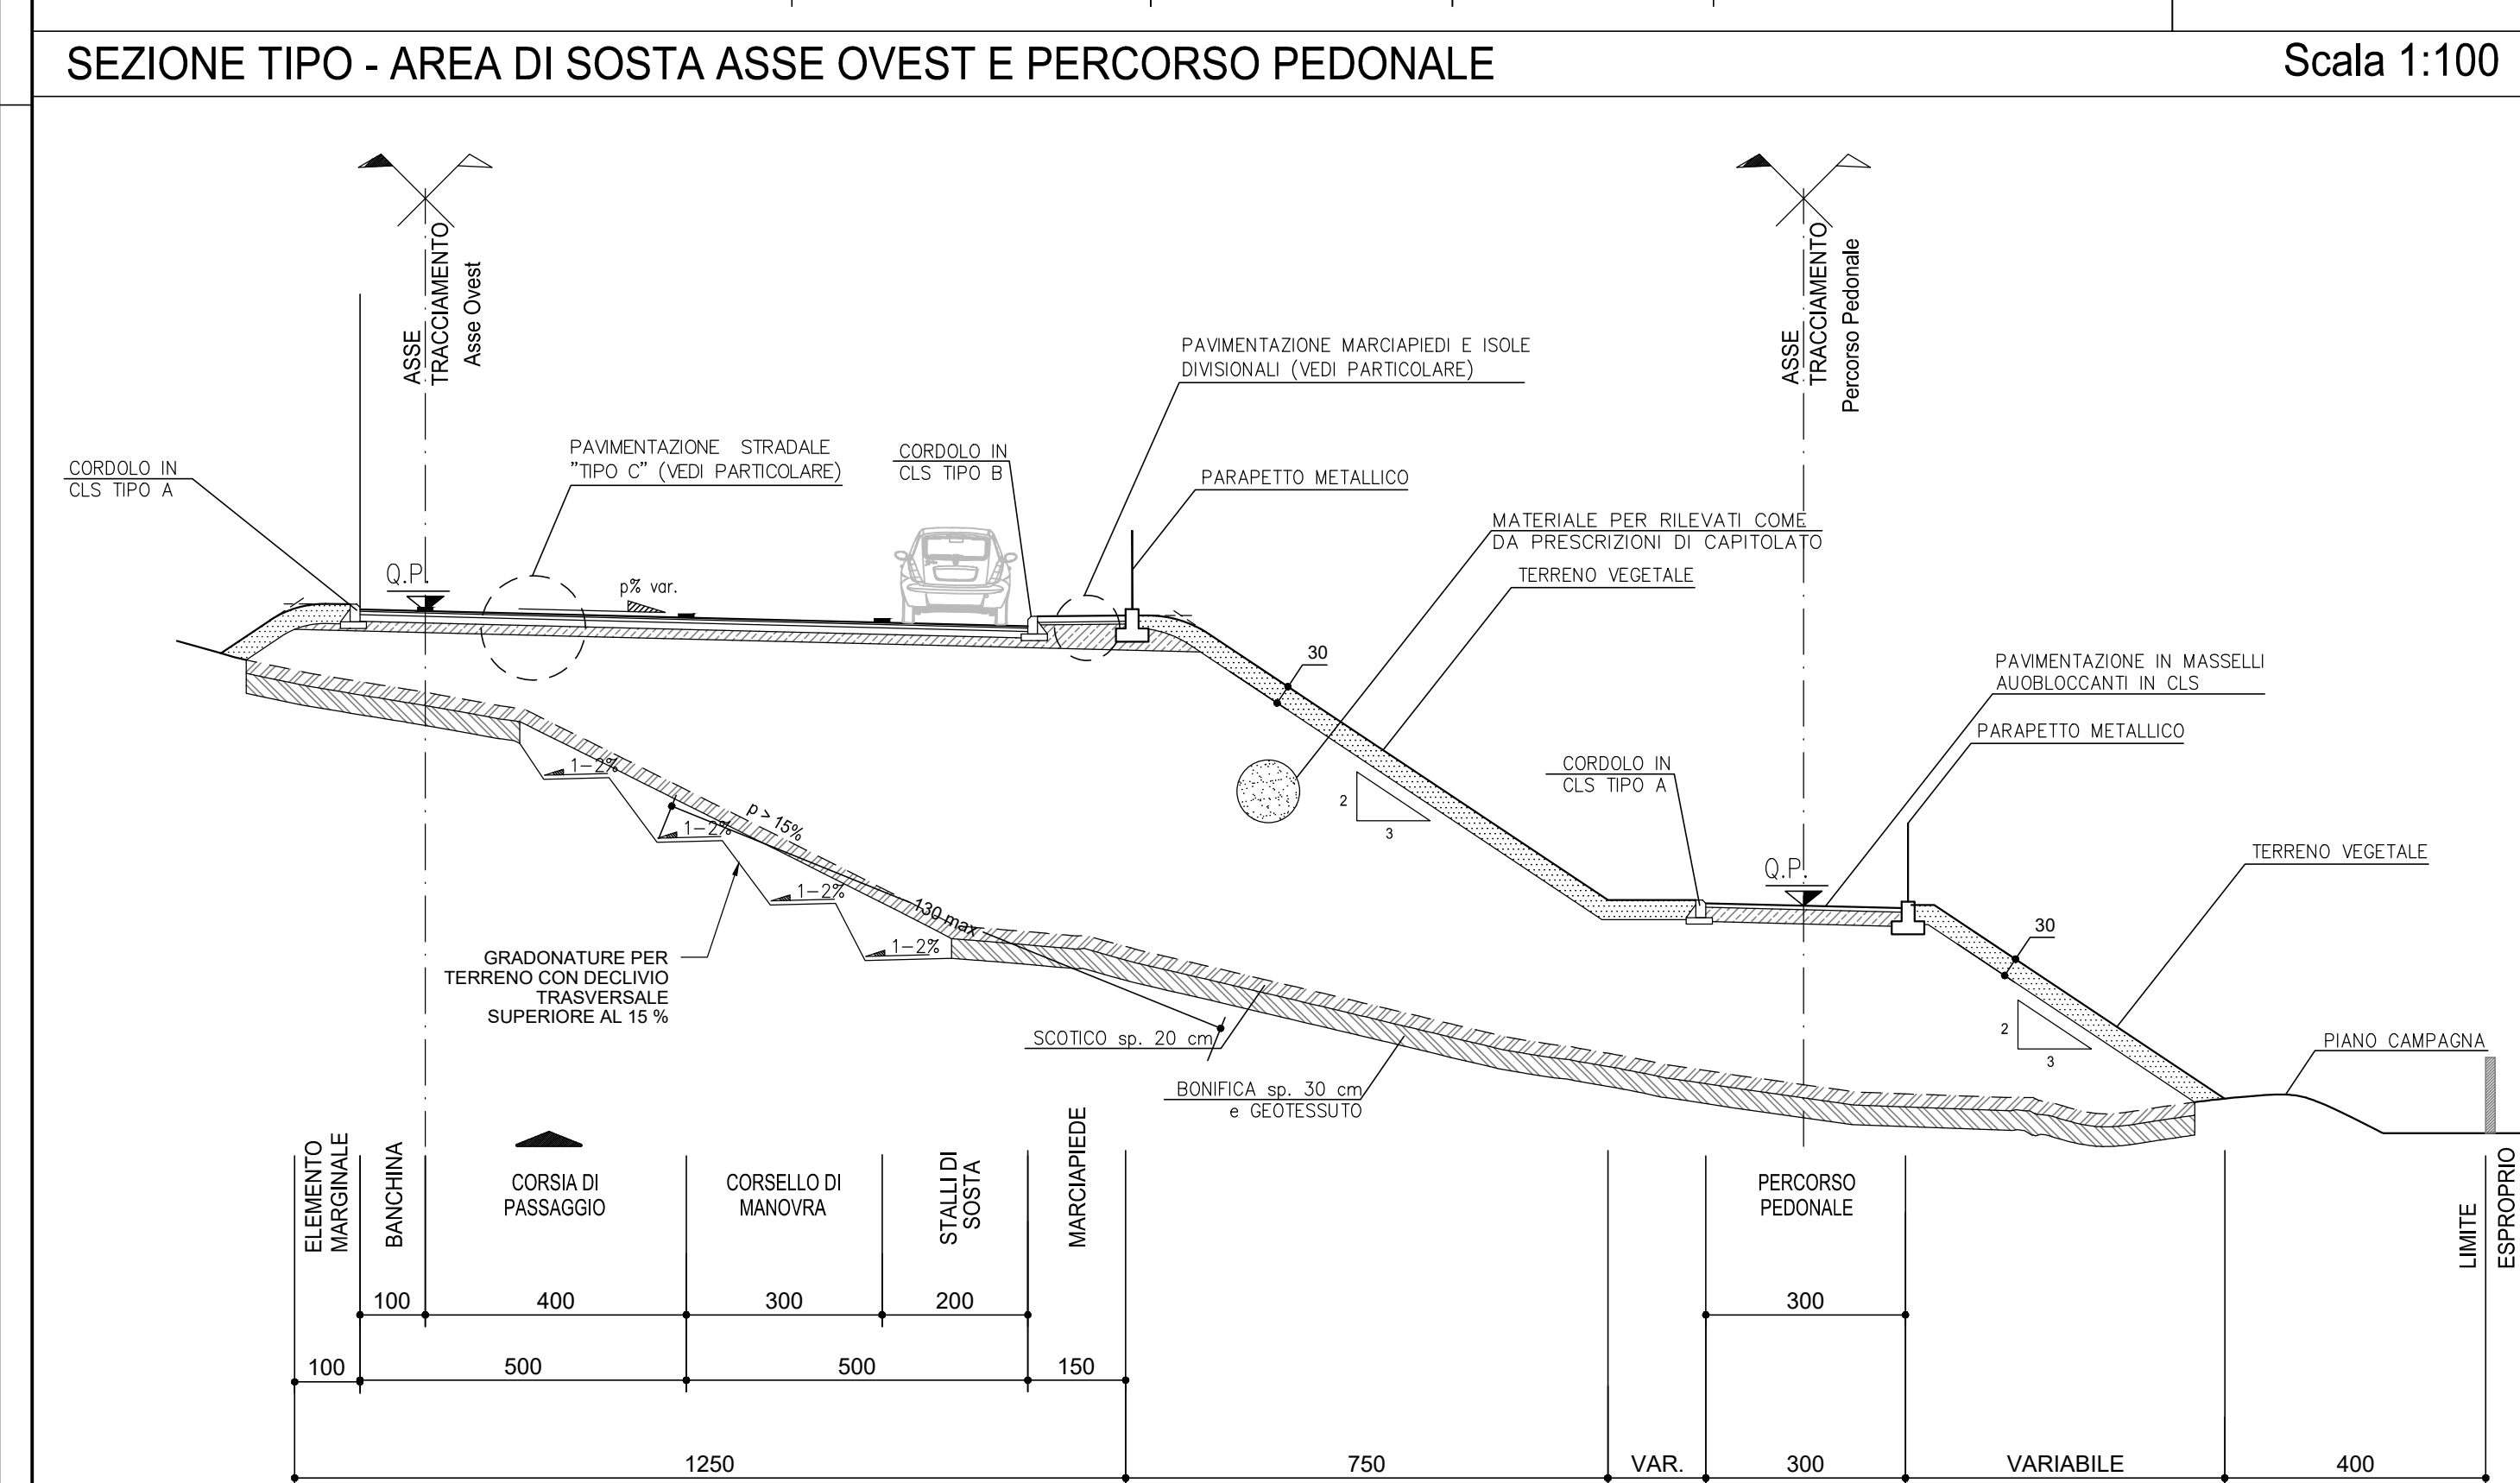 SEZIONE TIPO - AREA DI SOSTA ASSE OVEST E PERCORSO PEDONALE
Scala 1:100
ASSE
TRACCIAMENTO
Asse Ovest
ASSE
TRACCIAMENTO
Percorso Pedonale
PAVIMENTAZIONE MARCIAPIEDI E ISOLE
DIVISIONALI (VEDI PARTICOLARE)
PAVIMENTAZIONE STRADALE
"TIPO C" (VEDI PARTICOLARE)
CORDOLO IN
CLS TIPO B
CORDOLO IN
CLS TIPO A
PARAPETTO METALLICO
MATERIALE PER RILEVATI COME
DA PRESCRIZIONI DI CAPITOLATO
TERRENO VEGETALE
Q.P.
p% var.
30
PAVIMENTAZIONE IN MASSELLI
AUOBLOCCANTI IN CLS
PARAPETTO METALLICO
CORDOLO IN
CLS TIPO A
2
3
1-2%
1-2%
1-2%
1-2%
p > 15%
130 max
Q.P.
TERRENO VEGETALE
30
2
3
GRADONATURE PER
TERRENO CON DECLIVIO
TRASVERSALE
SUPERIORE AL 15 %
SCOTICO sp. 20 cm
BONIFICA sp. 30 cm
e GEOTESSUTO
PIANO CAMPAGNA
ELEMENTO
MARGINALE
BANCHINA
CORSIA DI
PASSAGGIO
CORSELLO DI
MANOVRA
STALLI DI
SOSTA
MARCIAPIEDE
PERCORSO
PEDONALE
LIMITE
ESPROPRIO
100
400
300
200
300
100
500
500
150
1250
750
VAR.
300
VARIABILE
400